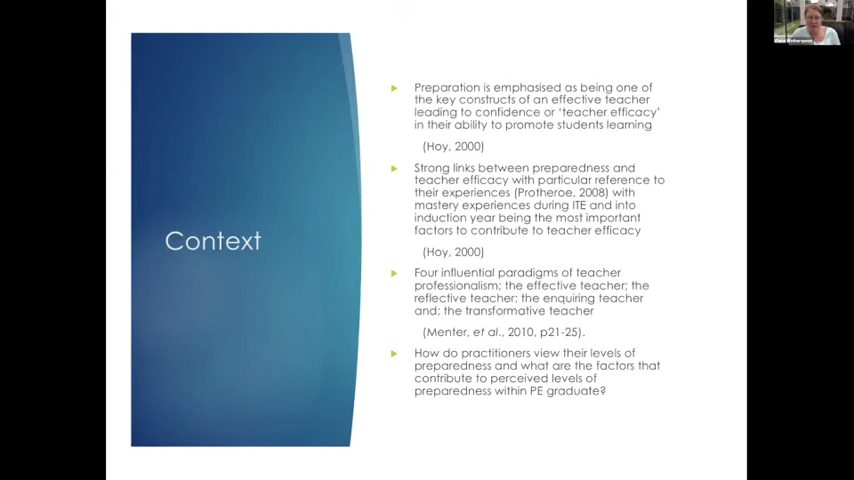 Context
Preparation is emphasised as being one of
the key constructs of an effective teacher
leading to confidence or ‘teacher efficacy’
in their ability to promote students learning
(Hoy, 2000)
Strong links between preparedness and
teacher efficacy with particular reference to
their experiences (Protheroe, 2008) with
mastery experiences during ITE and into
induction year being the most important
factors to contribute to teacher efficacy
(Hoy, 2000)
Four influential paradigms of teacher
professionalism; the effective teacher; the
reflective teacher; the enquiring teacher
and; the transformative teacher
(Menter, et al., 2010, p21-25).
How do practitioners view their levels of
preparedness and what are the factors that
contribute to perceived levels of
preparedness within PE graduate?